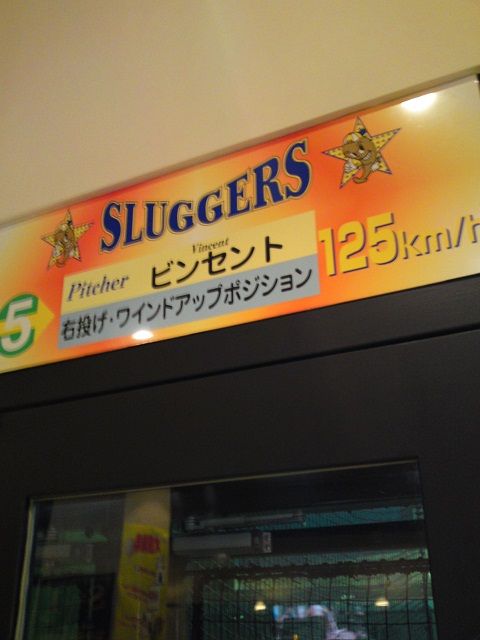 SLUGGERS
Vincent
Pitcher ビンセント
125km/h
5
右投げ・ワインドアップポジション